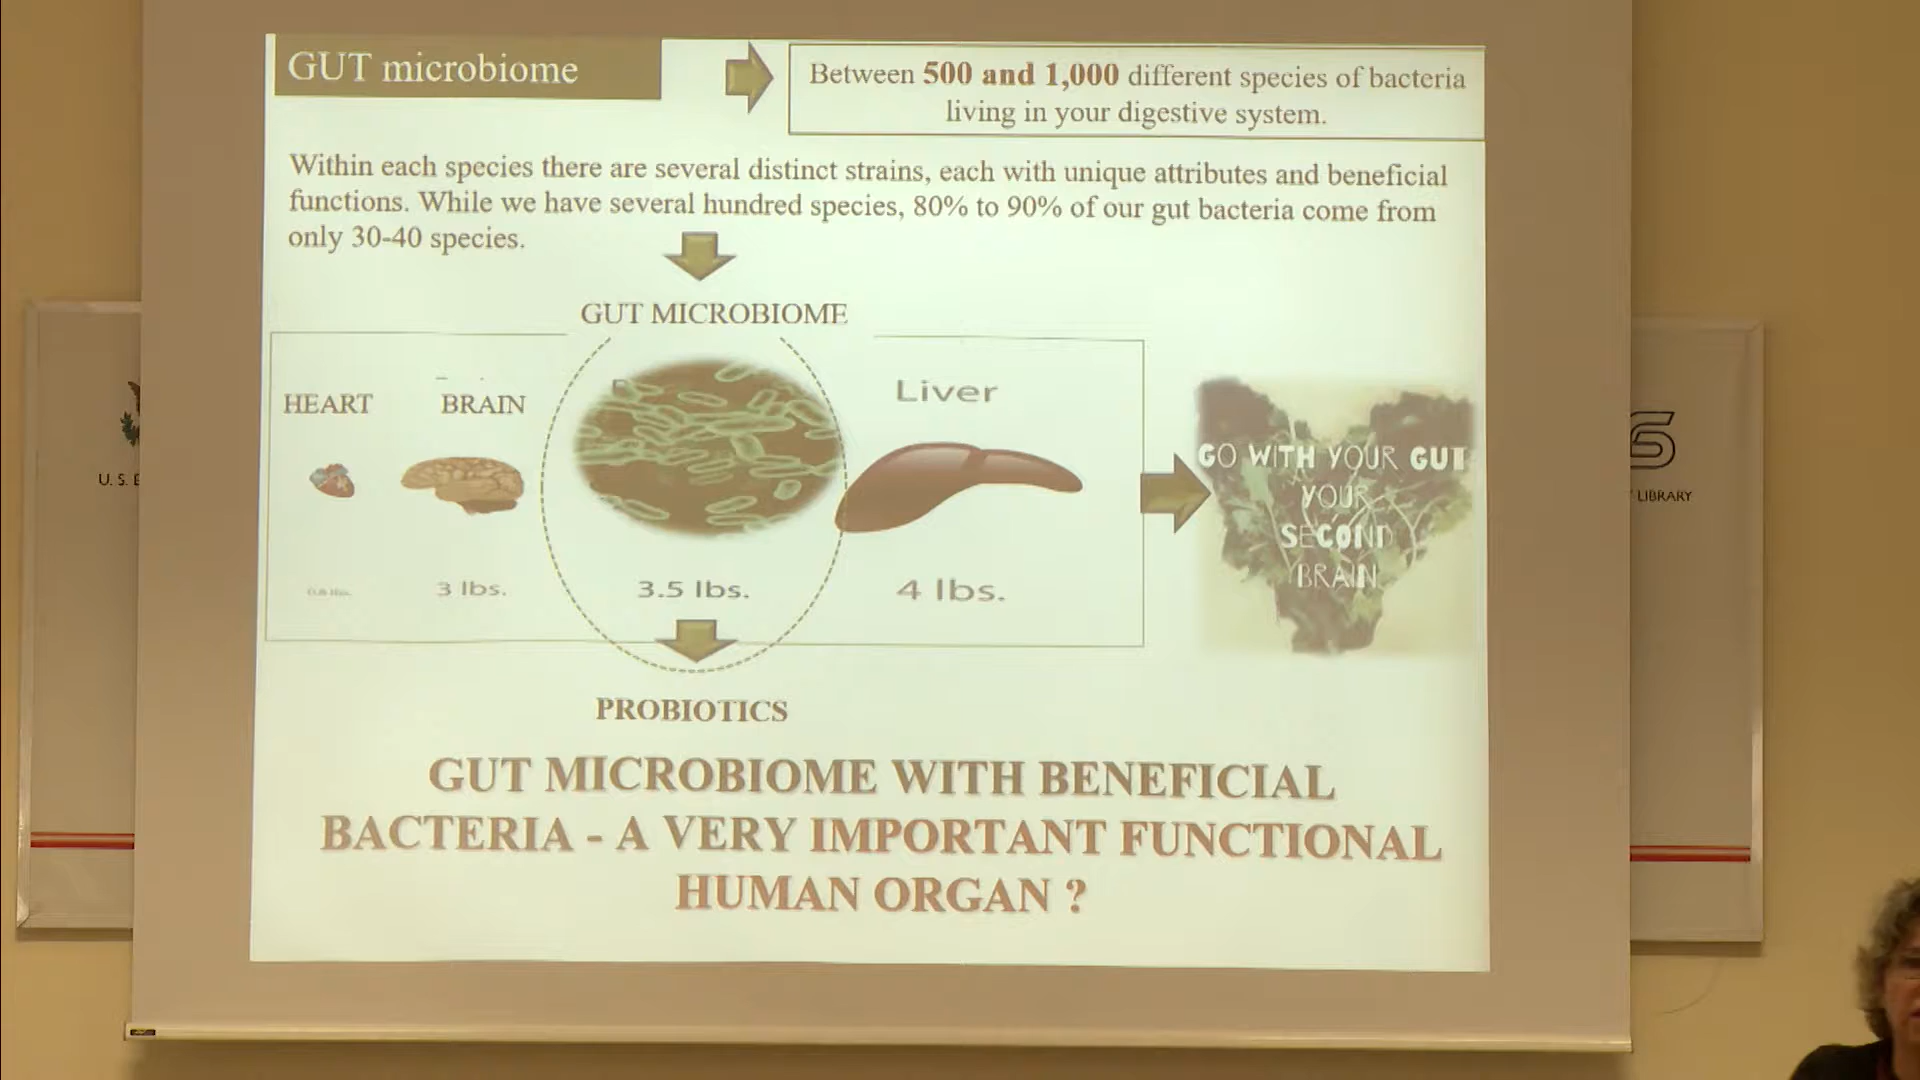 GUT microbiome
Between 500 and 1,000 different species of bacteria
living in your digestive system.
Within each species there are several distinct strains, each with unique attributes and beneficial
functions. While we have several hundred species, 80% to 90% of our gut bacteria come from
only 30-40 species.
GUT MICROBIOME
HEART
BRAIN
Liver
3 lbs.
3.5 lbs.
4 lbs.
GO WITH YOUR GUT
YOUR
SECOND
BRAIN
PROBIOTICS
GUT MICROBIOME WITH BENEFICIAL
BACTERIA - A VERY IMPORTANT FUNCTIONAL
HUMAN ORGAN ?
U. S. E
LIBRARY